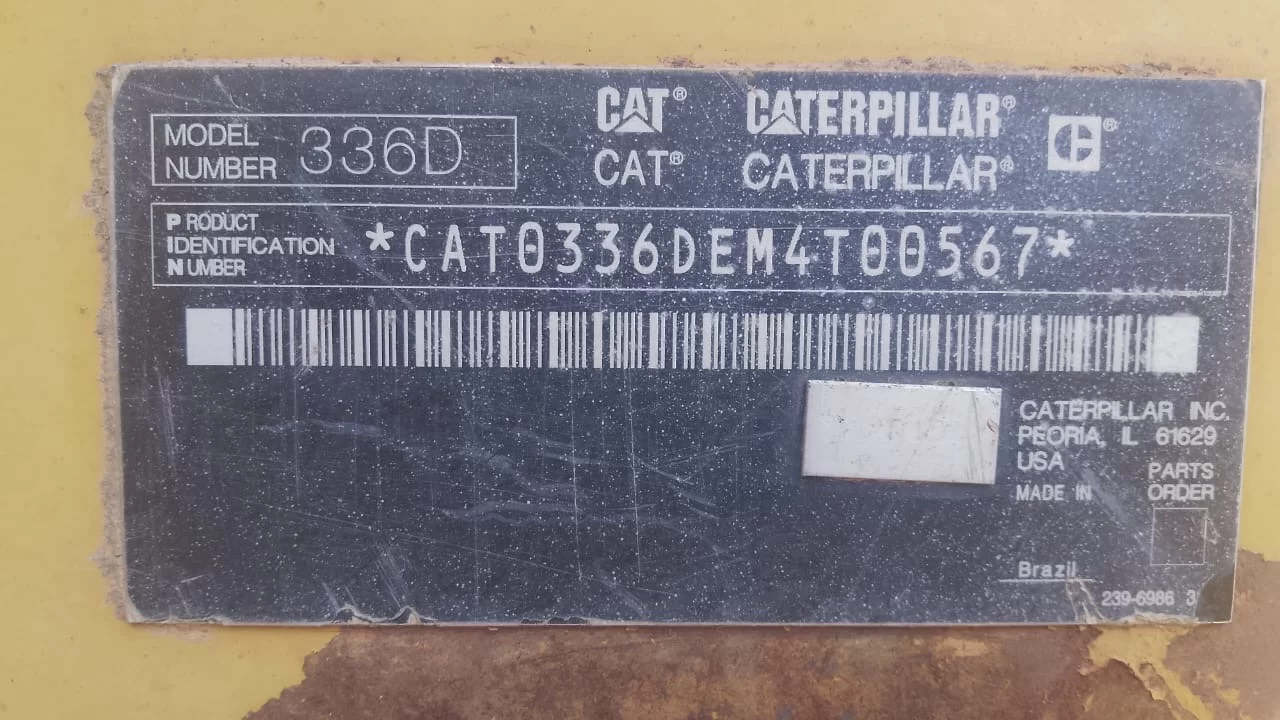 MODEL NUMBER 336D
CAT® CATERPILLAR® C®
CAT® CATERPILLAR®
PRODUCT
IDENTIFICATION
NUMBER
*CAT0336DEM4T00567*
CATERPILLAR INC.
PEORIA, IL 61629
USA
MADE IN
Brazil
PARTS
ORDER
239-6986 3